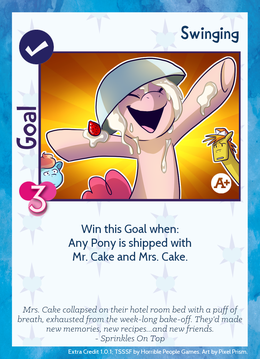 Swinging
Goal
3
A+
Win this Goal when:
Any Pony is shipped with
Mr. Cake and Mrs. Cake.
Mrs. Cake collapsed on their hotel room bed with a puff of
breath, exhausted from the week-long bake-off. They'd made
new memories, new recipes...and new friends.
- Sprinkles On Top
Extra Credit 1.0.1: TSSSF by Horrible People Games. Art by Pixel Prism.